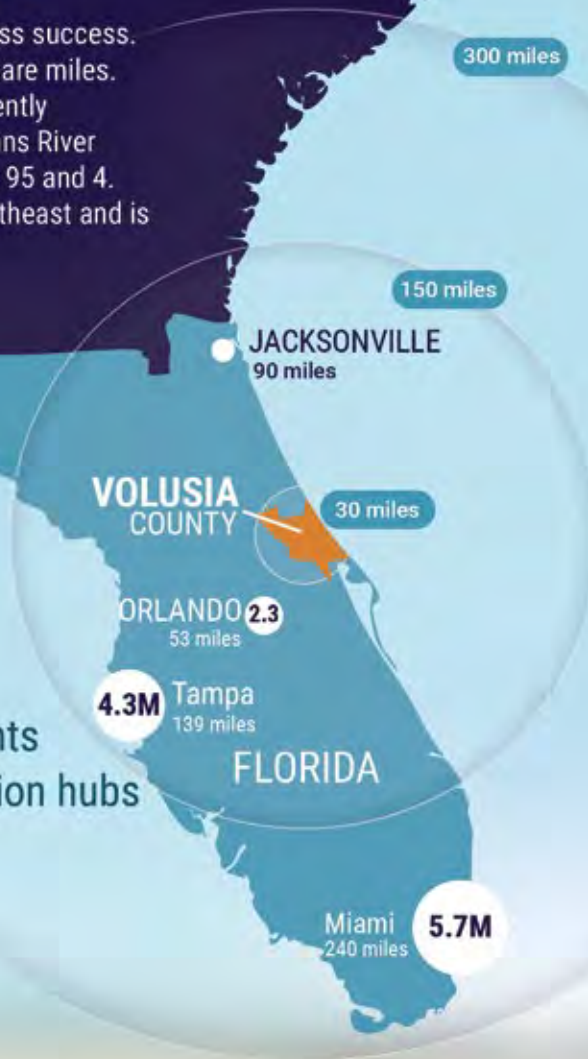 ss success.
are miles.
ently
ns River
95 and 4.
theast and is
300 miles
150 miles
JACKSONVILLE
90 miles
VOLUSIA
COUNTY
30 miles
ORLANDO 2.3
53 miles
4.3M Tampa
139 miles
nts
FLORIDA
ion hubs
Miami 5.7M
240 miles